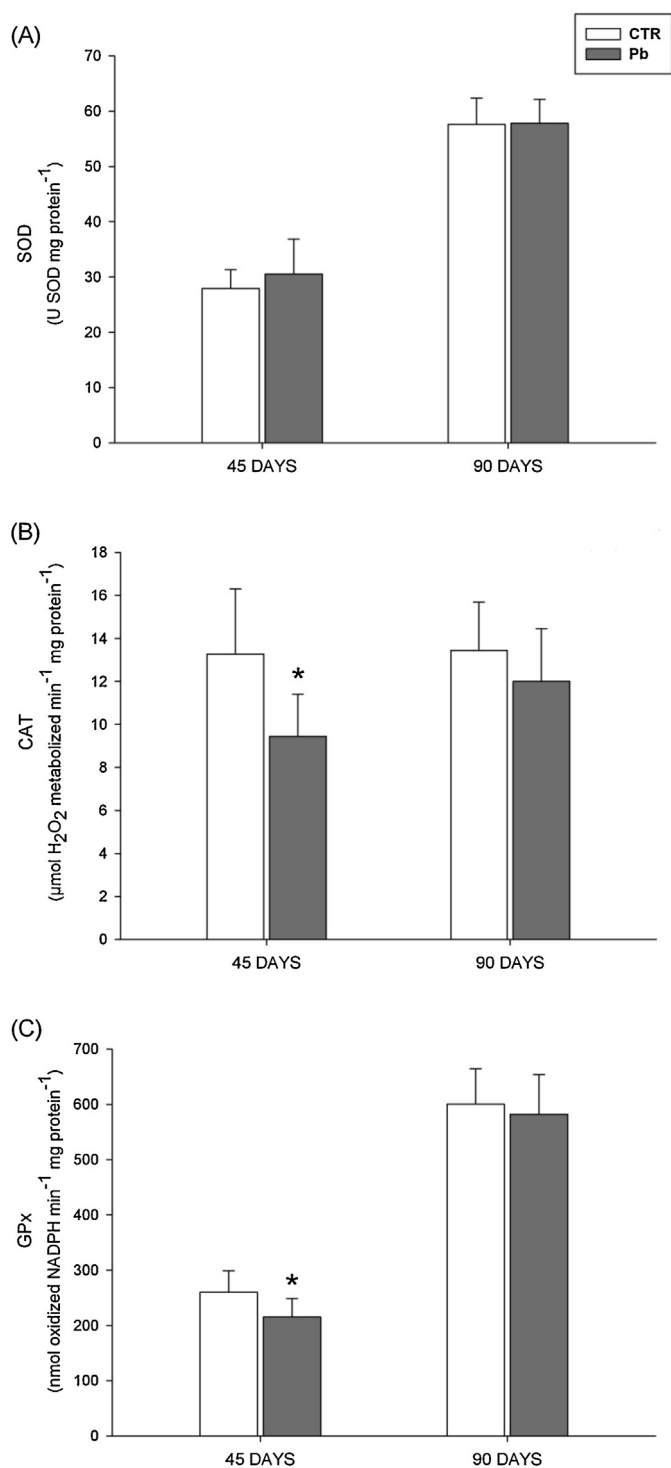 (A)
CTR
Pb
70
60
50
40
30
20
10
0
SOD
(U SOD mg protein⁻¹)
45 DAYS
90 DAYS
(B)
18
16
14
12
10
8
6
4
2
0
CAT
(µmol H₂O₂ metabolized min⁻¹ mg protein⁻¹)
*
45 DAYS
90 DAYS
(C)
700
600
500
400
300
200
100
0
GPx
(nmol oxidized NADPH min⁻¹ mg protein⁻¹)
*
45 DAYS
90 DAYS